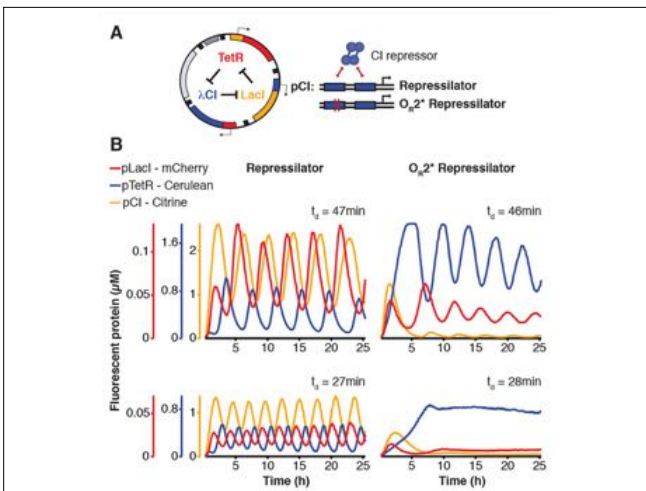 A
TetR
λCI
LacI
CI repressor
pCI:
Repressilator
OR2* Repressilator
B
pLacI - mCherry
pTetR - Cerulean
pCI - Citrine
Repressilator
OR2* Repressilator
td = 47min
td = 46min
0.1
0.05
0
1.6
0.8
0
2
1
0
5 10 15 20 25
5 10 15 20 25
td = 27min
td = 28min
0.05
0
0.8
0
1
0
5 10 15 20 25
5 10 15 20 25
Fluorescent protein (µM)
Time (h)
Time (h)